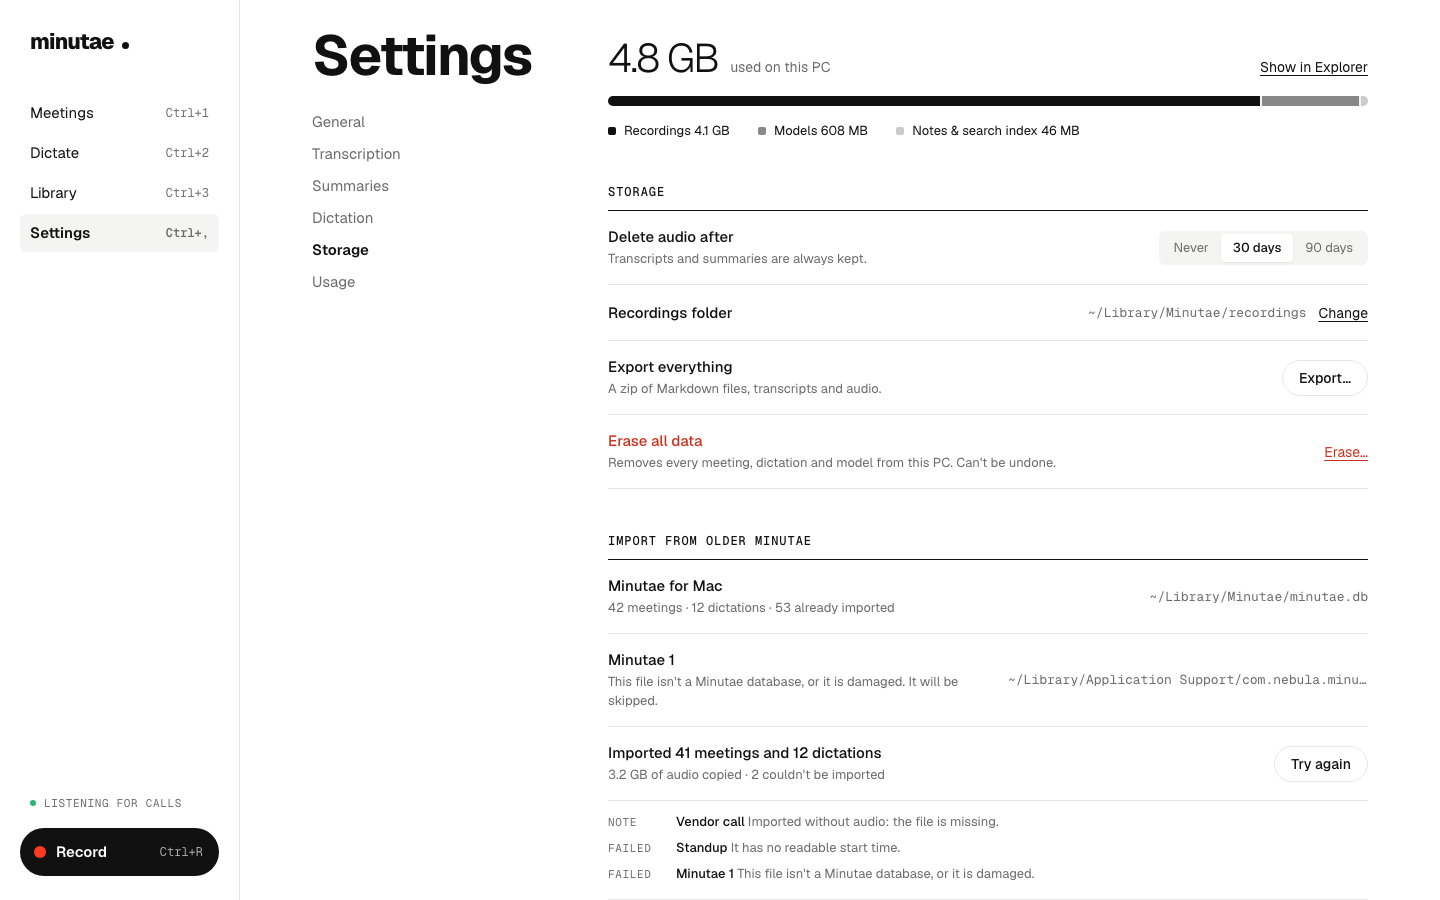 minutae
Meetings Ctrl+1
Dictate Ctrl+2
Library Ctrl+3
Settings Ctrl+,
LISTENING FOR CALLS
Record Ctrl+R
Settings
General
Transcription
Summaries
Dictation
Storage
Usage
4.8 GB used on this PC Show in Explorer
Recordings 4.1 GB Models 608 MB Notes & search index 46 MB
STORAGE
Delete audio after
Transcripts and summaries are always kept.
Never 30 days 90 days
Recordings folder ~/Library/Minutae/recordings Change
Export everything
A zip of Markdown files, transcripts and audio.
Export…
Erase all data
Removes every meeting, dictation and model from this PC. Can't be undone.
Erase…
IMPORT FROM OLDER MINUTAE
Minutae for Mac
42 meetings · 12 dictations · 53 already imported
~/Library/Minutae/minutae.db
Minutae 1
This file isn't a Minutae database, or it is damaged. It will be
skipped.
~/Library/Application Support/com.nebula.minu…
Imported 41 meetings and 12 dictations
3.2 GB of audio copied · 2 couldn't be imported
Try again
NOTE Vendor call Imported without audio: the file is missing.
FAILED Standup It has no readable start time.
FAILED Minutae 1 This file isn't a Minutae database, or it is damaged.